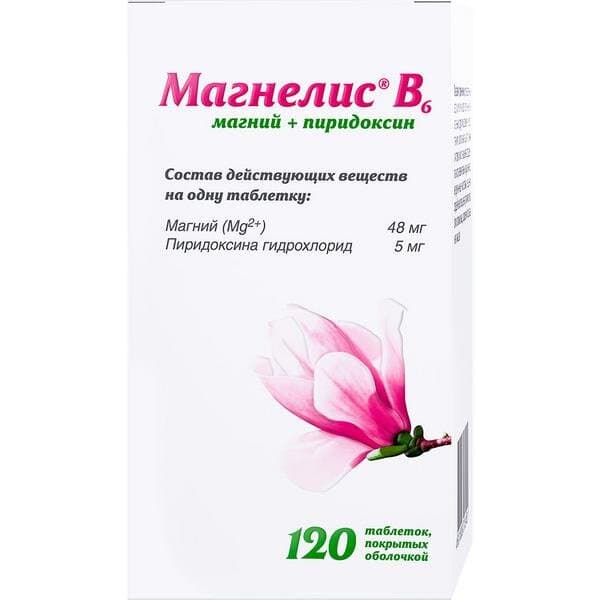 Магнелис® B₆
магний + пиридоксин
Состав действующих веществ
на одну таблетку:
Магний (Mg²⁺) 48 мг
Пиридоксина гидрохлорид 5 мг
120 таблеток,
покрытых
оболочкой